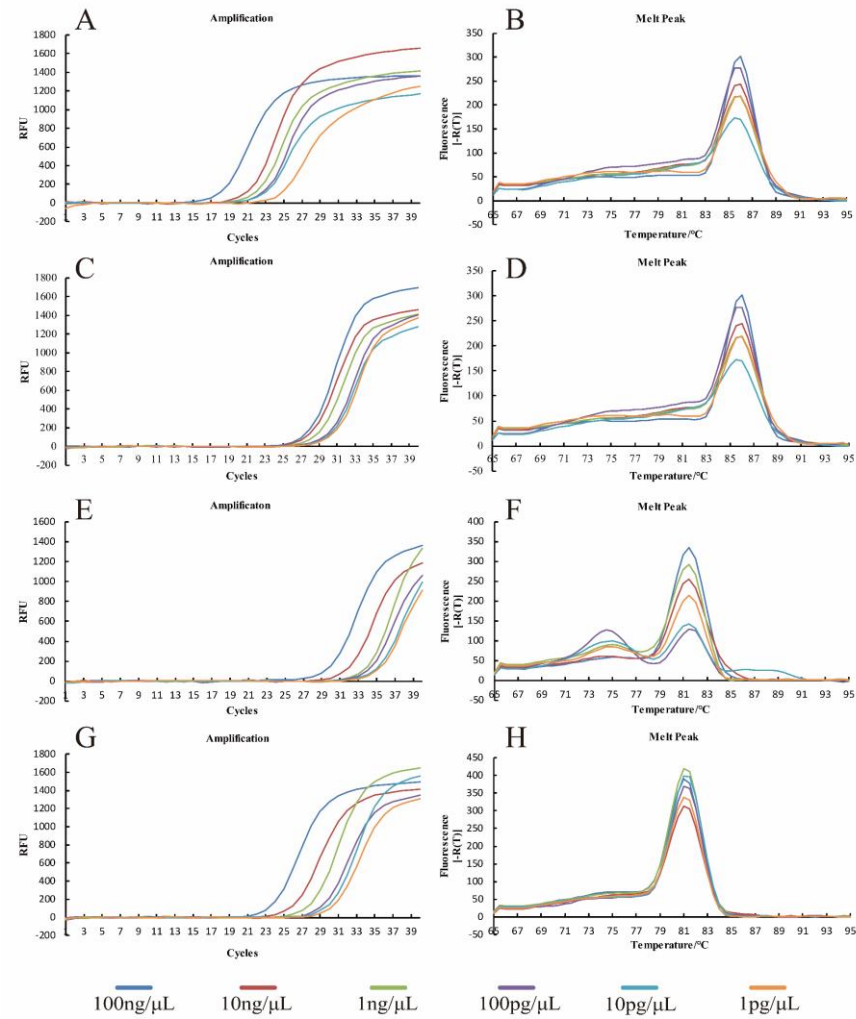 A
Amplification
RFU
1800
1600
1400
1200
1000
800
600
400
200
0
-200
1 3 5 7 9 11 13 15 17 19 21 23 25 27 29 31 33 35 37 39
Cycles
B
Melt Peak
Fluorescence
[-R(T)]
350
300
250
200
150
100
50
0
-50
65 67 69 71 73 75 77 79 81 83 85 87 89 91 93 95
Temperature/°C
C
Amplification
RFU
1800
1600
1400
1200
1000
800
600
400
200
0
-200
1 3 5 7 9 11 13 15 17 19 21 23 25 27 29 31 33 35 37 39
Cycles
D
Melt Peak
Fluorescence
[-R(T)]
350
300
250
200
150
100
50
0
-50
65 67 69 71 73 75 77 79 81 83 85 87 89 91 93 95
Temperature/°C
E
Amplificaton
RFU
1600
1400
1200
1000
800
600
400
200
0
-200
1 3 5 7 9 11 13 15 17 19 21 23 25 27 29 31 33 35 37 39
Cycles
F
Melt Peak
Fluorescence
[-R(T)]
400
350
300
250
200
150
100
50
0
-50
65 67 69 71 73 75 77 79 81 83 85 87 89 91 93 95
Temperature/°C
G
Amplification
RFU
1800
1600
1400
1200
1000
800
600
400
200
0
-200
1 3 5 7 9 11 13 15 17 19 21 23 25 27 29 31 33 35 37 39
Cycles
H
Melt Peak
Fluorescence
[-R(T)]
450
400
350
300
250
200
150
100
50
0
-50
65 67 69 71 73 75 77 79 81 83 85 87 89 91 93 95
Temperature/°C
100ng/μL 10ng/μL 1ng/μL 100pg/μL 10pg/μL 1pg/μL